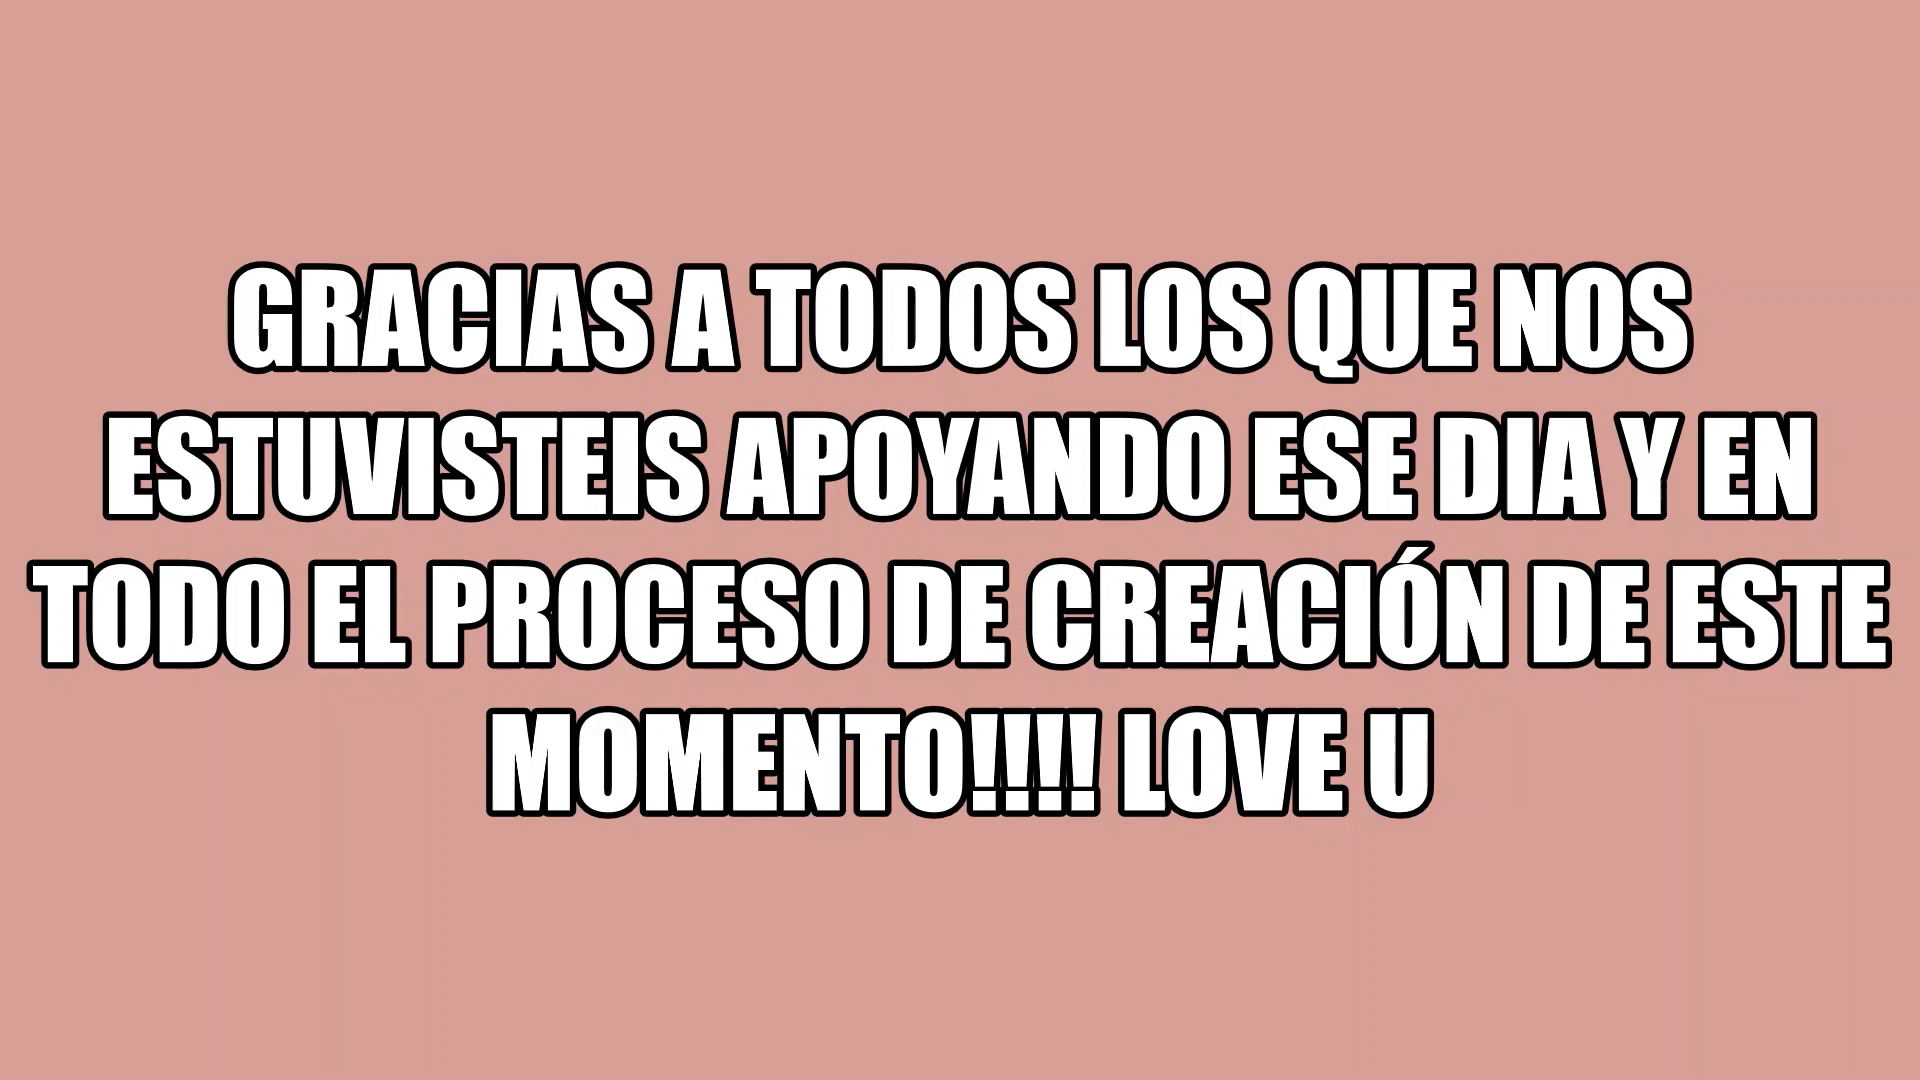 GRACIAS A TODOS LOS QUE NOS
ESTUVISTEIS APOYANDO ESE DIA Y EN
TODO EL PROCESO DE CREACIÓN DE ESTE
MOMENTO!!!! LOVE U